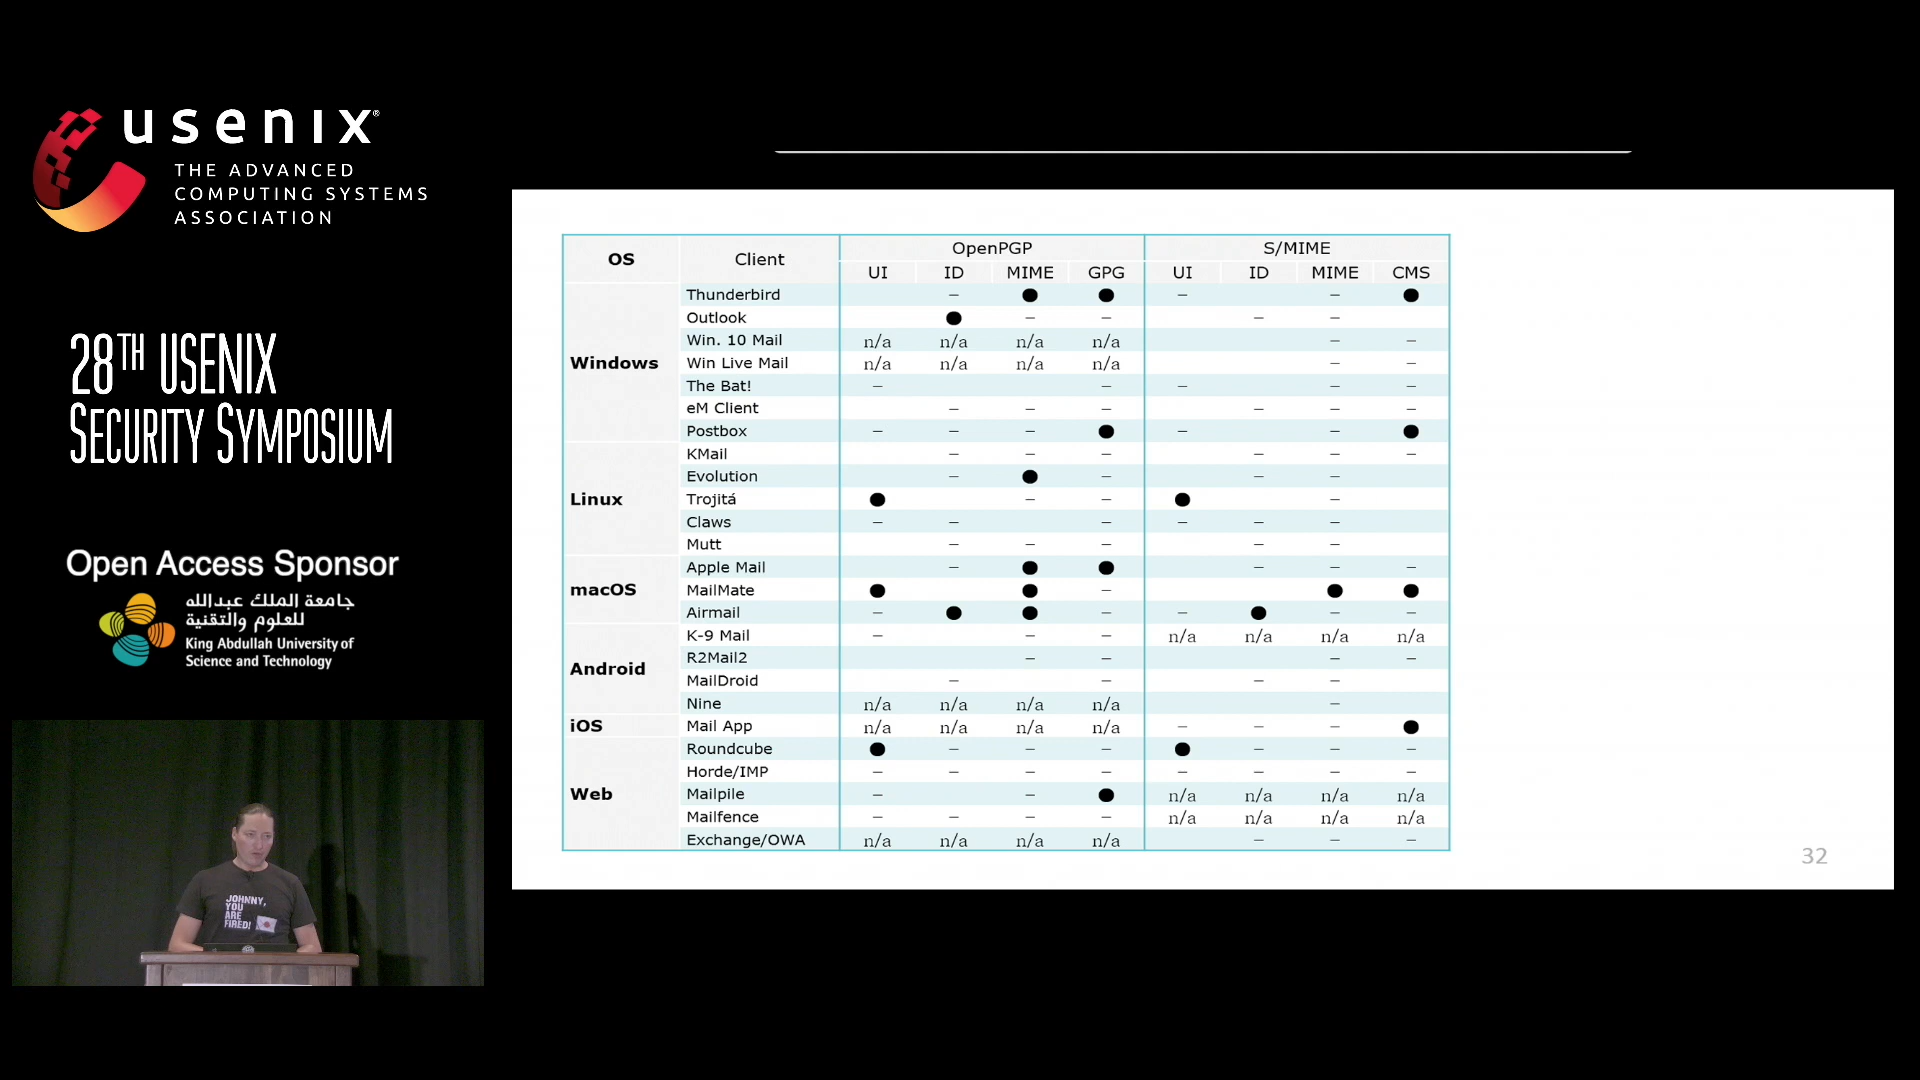 usenix®
THE ADVANCED
COMPUTING SYSTEMS
ASSOCIATION
28TH USENIX
SECURITY SYMPOSIUM
Open Access Sponsor
جامعة الملك عبدالله
للعلوم والتقنية
King Abdullah University of
Science and Technology
JOHNNY,
YOU
ARE
FIRED!
OS Client OpenPGP S/MIME
UI ID MIME GPG UI ID MIME CMS
Windows
Thunderbird – ● ● – – ●
Outlook ● – – – –
Win. 10 Mail n/a n/a n/a n/a – –
Win Live Mail n/a n/a n/a n/a – –
The Bat! – – – – –
eM Client – – – – – –
Postbox – – – ● – – ●
Linux
KMail – – – – – –
Evolution – ● – – –
Trojitá ● – – ● –
Claws – – – – – –
Mutt – – – – –
macOS
Apple Mail – ● ● – – –
MailMate ● ● – ● ●
Airmail – ● ● – – ● – –
Android
K-9 Mail – – – n/a n/a n/a n/a
R2Mail2 – – – –
MailDroid – – – –
Nine n/a n/a n/a n/a –
iOS
Mail App n/a n/a n/a n/a – – – ●
Web
Roundcube ● – – – ● – – –
Horde/IMP – – – – – – – –
Mailpile – – ● n/a n/a n/a n/a
Mailfence – – – – n/a n/a n/a n/a
Exchange/OWA n/a n/a n/a n/a – – –
32